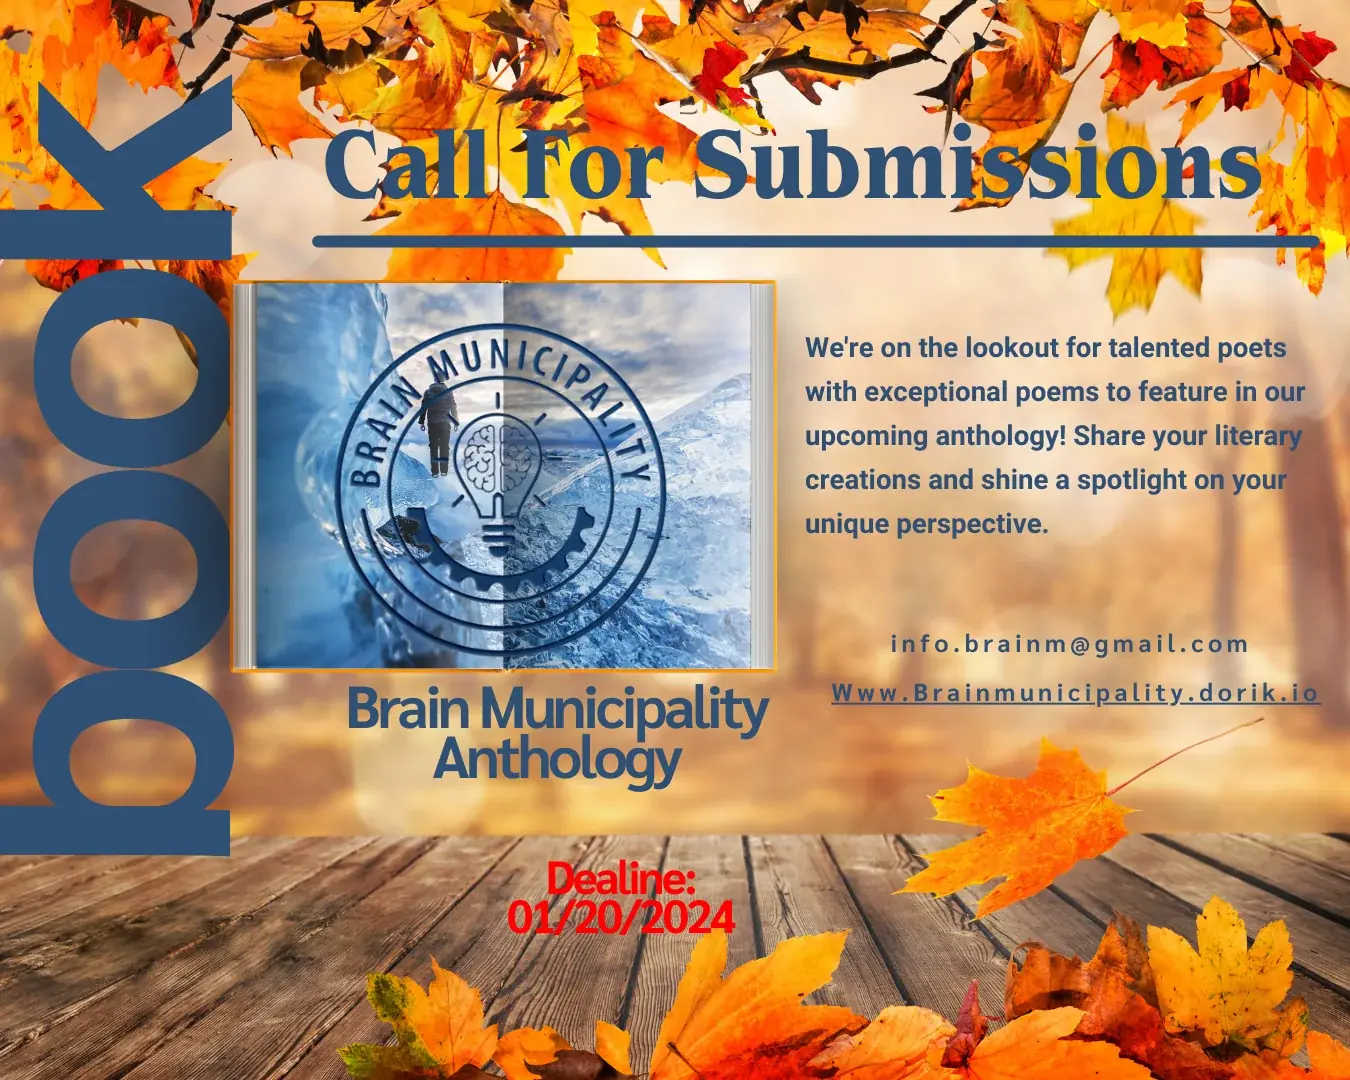 book
Call For Submissions
BRAIN MUNICIPALITY
We're on the lookout for talented poets
with exceptional poems to feature in our
upcoming anthology! Share your literary
creations and shine a spotlight on your
unique perspective.
info.brainm@gmail.com
Www.Brainmunicipality.dorik.io
Brain Municipality
Anthology
Dealine:
01/20/2024